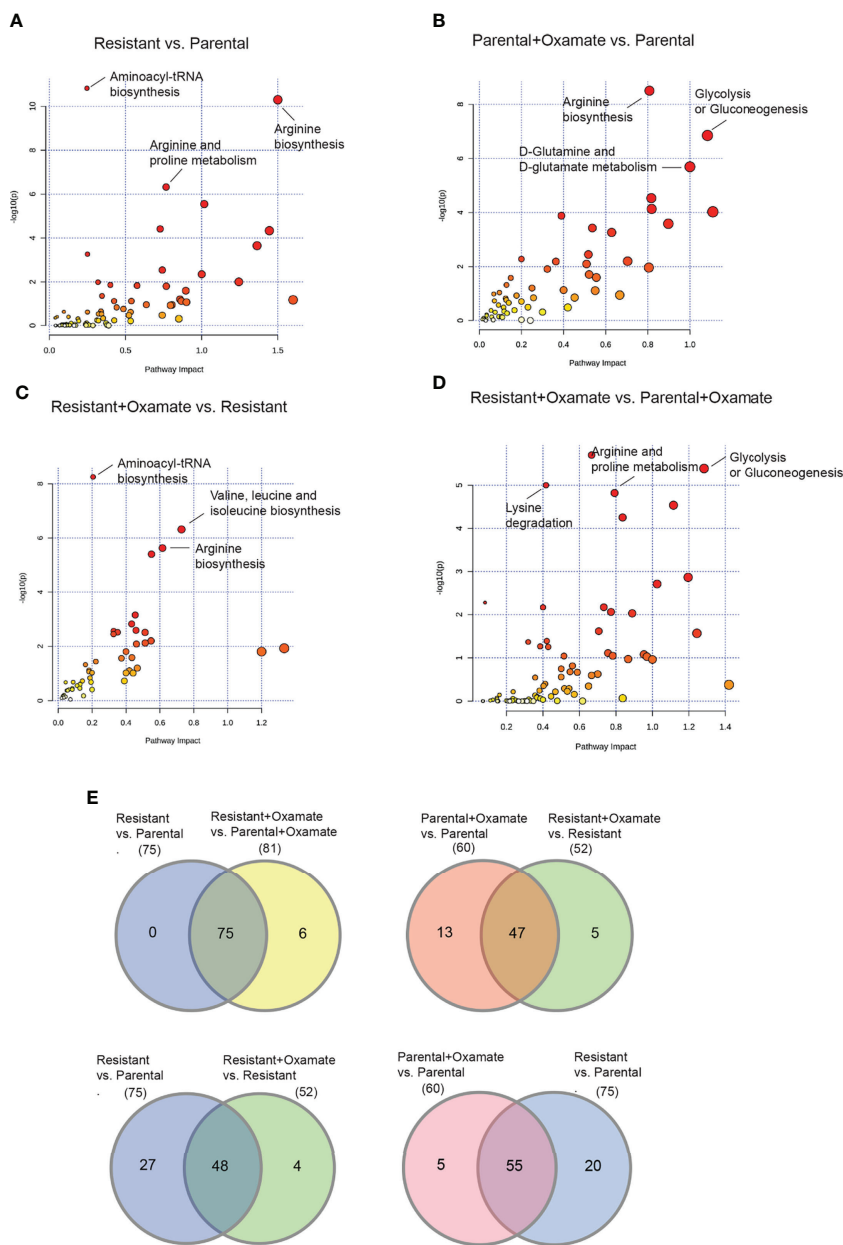 A
Resistant vs. Parental
Aminoacyl-tRNA
biosynthesis
Arginine
biosynthesis
Arginine and
proline metabolism
-log10(p)
10
8
6
4
2
0
0.0 0.5 1.0 1.5
Pathway Impact
B
Parental+Oxamate vs. Parental
Arginine
biosynthesis
Glycolysis
or Gluconeogenesis
D-Glutamine and
D-glutamate metabolism
-log10(p)
8
6
4
2
0
0.0 0.2 0.4 0.6 0.8 1.0
Pathway Impact
C
Resistant+Oxamate vs. Resistant
Aminoacyl-tRNA
biosynthesis
Valine, leucine and
isoleucine biosynthesis
Arginine
biosynthesis
-log10(p)
8
6
4
2
0
0.0 0.2 0.4 0.6 0.8 1.0 1.2
Pathway Impact
D
Resistant+Oxamate vs. Parental+Oxamate
Arginine and
proline metabolism
Glycolysis
or Gluconeogenesis
Lysine
degradation
-log10(p)
5
4
3
2
1
0
0.2 0.4 0.6 0.8 1.0 1.2 1.4
Pathway Impact
E
Resistant
vs. Parental
. (75)
Resistant+Oxamate
vs. Parental+Oxamate
(81)
0 75 6
Parental+Oxamate
vs. Parental
(60)
Resistant+Oxamate
vs. Resistant
(52)
13 47 5
Resistant
vs. Parental
. (75)
Resistant+Oxamate
vs. Resistant
(52)
27 48 4
Parental+Oxamate
vs. Parental
(60)
Resistant
vs. Parental
. (75)
5 55 20